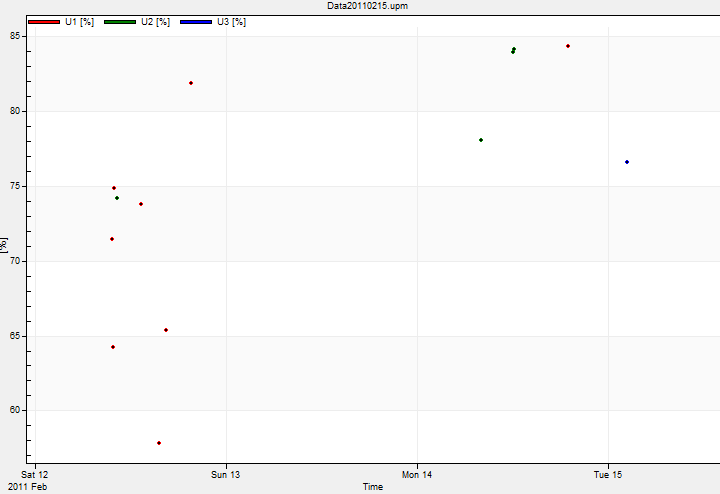 Data20110215.upm
U1 [%] U2 [%] U3 [%]
85
80
75
70
65
60
[%]
Sat 12 Sun 13 Mon 14 Tue 15
2011 Feb Time